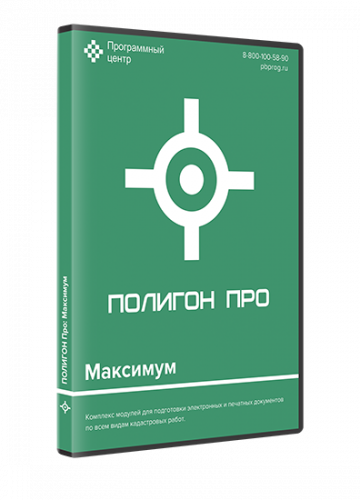 Программный
центр
8-800-100-58-90
pbprog.ru
ПОЛИГОН ПРО
Максимум
Комплекс модулей для подготовки электронных и печатных документов
по всем видам кадастровых работ.
ПОЛИГОН Про: Максимум